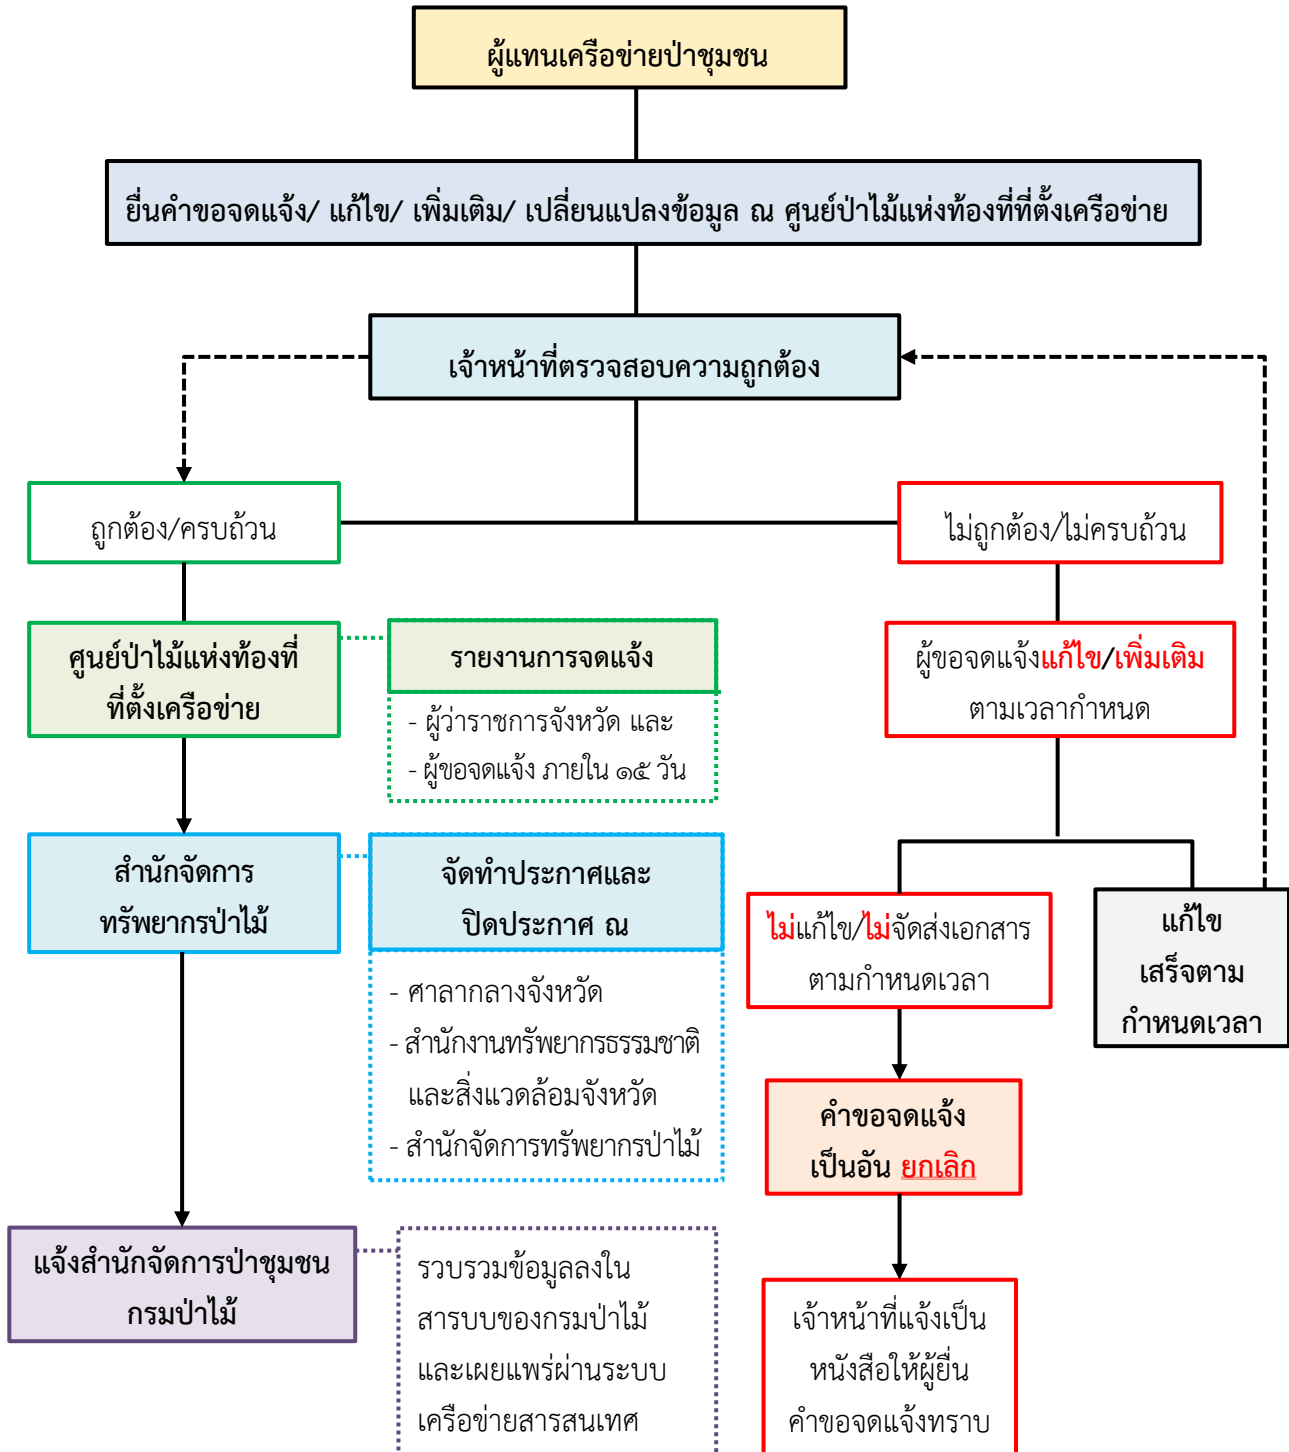 ผู้แทนเครือข่ายป่าชุมชน
ยื่นคำขอจดแจ้ง/ แก้ไข/ เพิ่มเติม/ เปลี่ยนแปลงข้อมูล ณ ศูนย์ป่าไม้แห่งท้องที่ที่ตั้งเครือข่าย
เจ้าหน้าที่ตรวจสอบความถูกต้อง
ถูกต้อง/ครบถ้วน
ไม่ถูกต้อง/ไม่ครบถ้วน
ศูนย์ป่าไม้แห่งท้องที่
ที่ตั้งเครือข่าย
รายงานการจดแจ้ง
- ผู้ว่าราชการจังหวัด และ
- ผู้ขอจดแจ้ง ภายใน ๑๕ วัน
ผู้ขอจดแจ้งแก้ไข/เพิ่มเติม
ตามเวลากำหนด
สำนักจัดการ
ทรัพยากรป่าไม้
จัดทำประกาศและ
ปิดประกาศ ณ
- ศาลากลางจังหวัด
- สำนักงานทรัพยากรธรรมชาติ
และสิ่งแวดล้อมจังหวัด
- สำนักจัดการทรัพยากรป่าไม้
ไม่แก้ไข/ไม่จัดส่งเอกสาร
ตามกำหนดเวลา
แก้ไข
เสร็จตาม
กำหนดเวลา
คำขอจดแจ้ง
เป็นอัน ยกเลิก
แจ้งสำนักจัดการป่าชุมชน
กรมป่าไม้
รวบรวมข้อมูลลงใน
สารบบของกรมป่าไม้
และเผยแพร่ผ่านระบบ
เครือข่ายสารสนเทศ
เจ้าหน้าที่แจ้งเป็น
หนังสือให้ผู้ยื่น
คำขอจดแจ้งทราบ